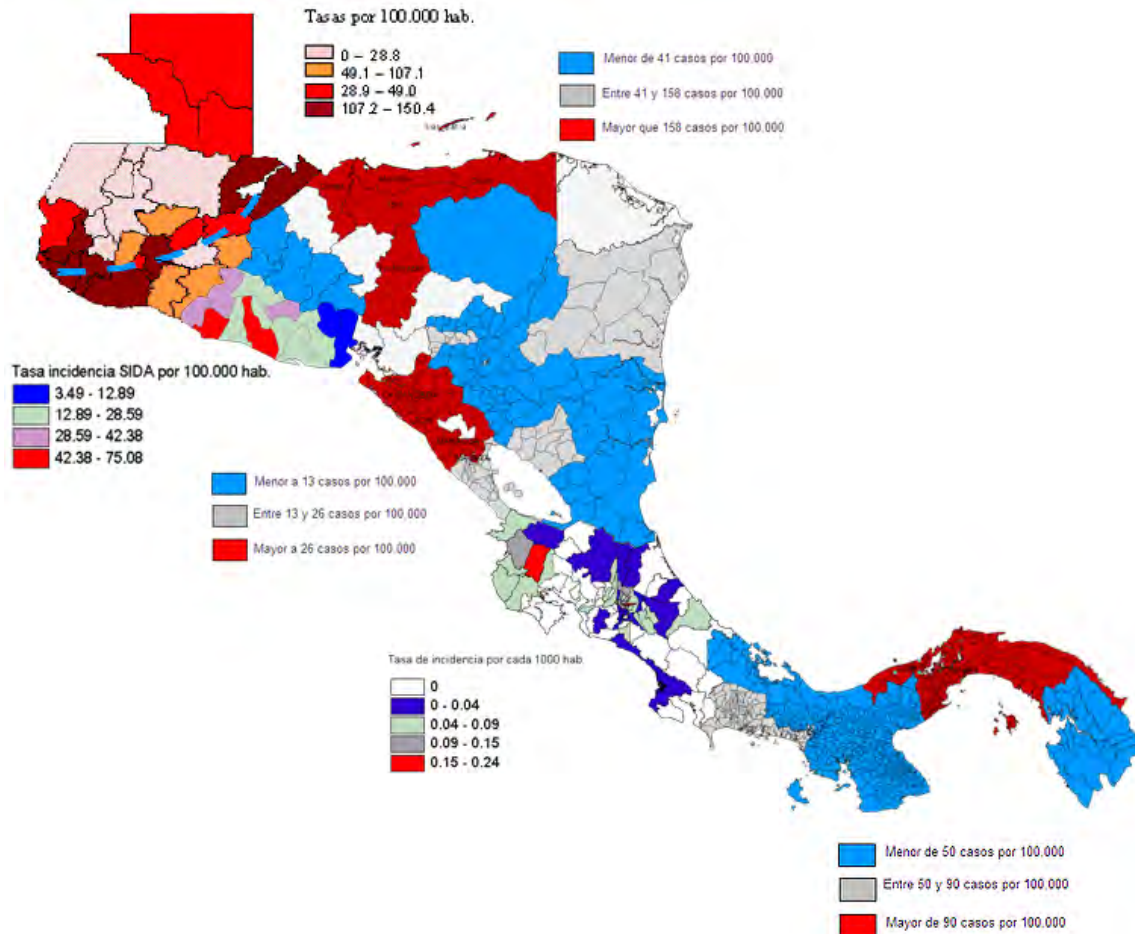 Tasas por 100.000 hab.
0 – 28.8
49.1 – 107.1
28.9 – 49.0
107.2 – 150.4
Menor de 41 casos por 100.000
Entre 41 y 158 casos por 100.000
Mayor que 158 casos por 100.000
Tasa incidencia SIDA por 100.000 hab.
3.49 - 12.89
12.89 - 28.59
28.59 - 42.38
42.38 - 75.08
Menor a 13 casos por 100.000
Entre 13 y 26 casos por 100,000
Mayor a 26 casos por 100.000
Tasa de incidencia por cada 1000 hab
0
0 - 0.04
0.04 - 0.09
0.09 - 0.15
0.15 - 0.24
Menor de 50 casos por 100.000
Entre 50 y 90 casos por 100,000
Mayor de 90 casos por 100.000